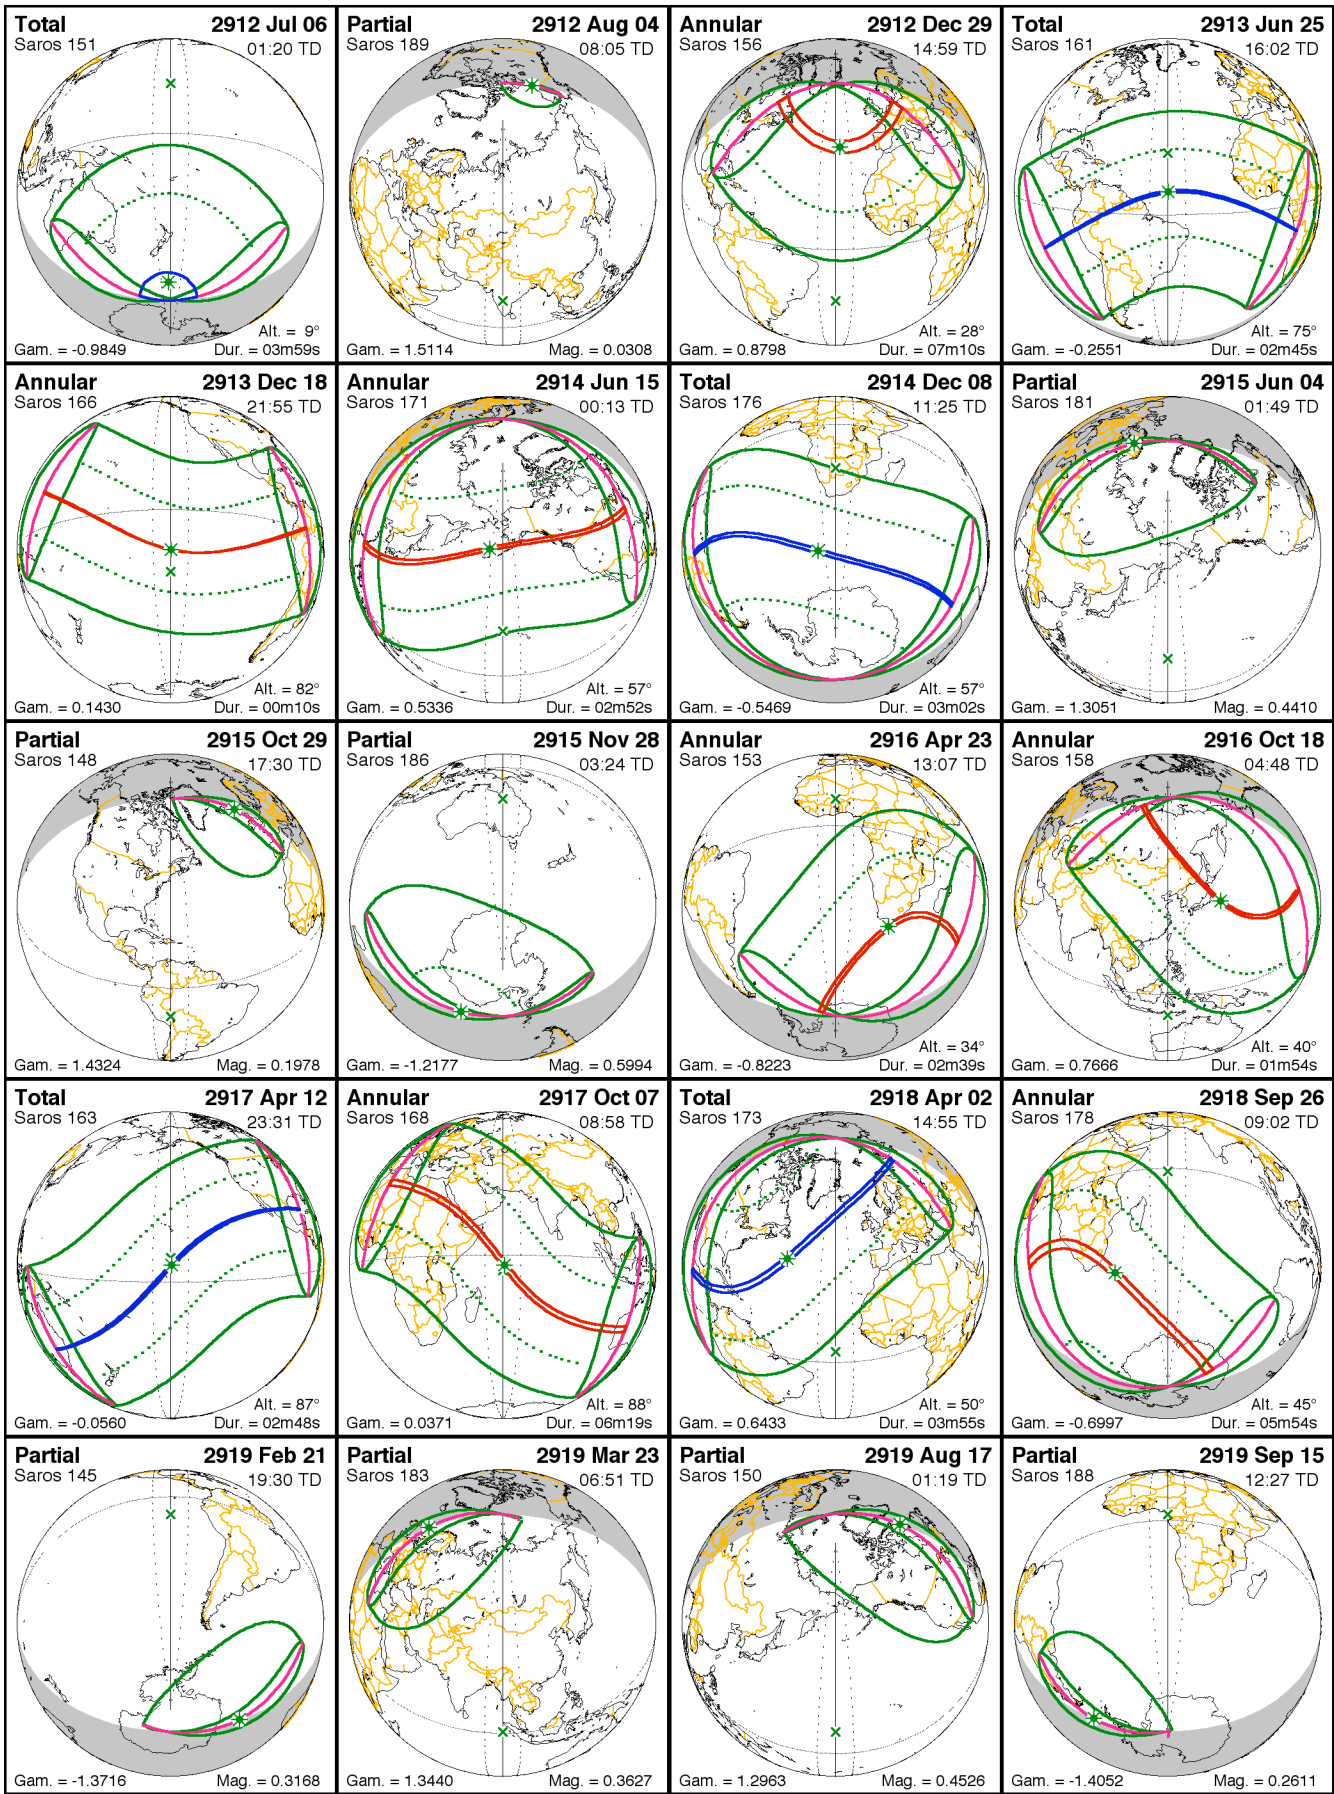 Total 2912 Jul 06
Saros 151 01:20 TD
Alt. = 9°
Gam. = -0.9849 Dur. = 03m59s
Partial 2912 Aug 04
Saros 189 08:05 TD
Gam. = 1.5114 Mag. = 0.0308
Annular 2912 Dec 29
Saros 156 14:59 TD
Alt. = 28°
Gam. = 0.8798 Dur. = 07m10s
Total 2913 Jun 25
Saros 161 16:02 TD
Alt. = 75°
Gam. = -0.2551 Dur. = 02m45s
Annular 2913 Dec 18
Saros 166 21:55 TD
Alt. = 82°
Gam. = 0.1430 Dur. = 00m10s
Annular 2914 Jun 15
Saros 171 00:13 TD
Alt. = 57°
Gam. = 0.5336 Dur. = 02m52s
Total 2914 Dec 08
Saros 176 11:25 TD
Alt. = 57°
Gam. = -0.5469 Dur. = 03m02s
Partial 2915 Jun 04
Saros 181 01:49 TD
Gam. = 1.3051 Mag. = 0.4410
Partial 2915 Oct 29
Saros 148 17:30 TD
Gam. = 1.4324 Mag. = 0.1978
Partial 2915 Nov 28
Saros 186 03:24 TD
Gam. = -1.2177 Mag. = 0.5994
Annular 2916 Apr 23
Saros 153 13:07 TD
Alt. = 34°
Gam. = -0.8223 Dur. = 02m39s
Annular 2916 Oct 18
Saros 158 04:48 TD
Alt. = 40°
Gam. = 0.7666 Dur. = 01m54s
Total 2917 Apr 12
Saros 163 23:31 TD
Alt. = 87°
Gam. = -0.0560 Dur. = 02m48s
Annular 2917 Oct 07
Saros 168 08:58 TD
Alt. = 88°
Gam. = 0.0371 Dur. = 06m19s
Total 2918 Apr 02
Saros 173 14:55 TD
Alt. = 50°
Gam. = 0.6433 Dur. = 03m55s
Annular 2918 Sep 26
Saros 178 09:02 TD
Alt. = 45°
Gam. = -0.6997 Dur. = 05m54s
Partial 2919 Feb 21
Saros 145 19:30 TD
Gam. = -1.3716 Mag. = 0.3168
Partial 2919 Mar 23
Saros 183 06:51 TD
Gam. = 1.3440 Mag. = 0.3627
Partial 2919 Aug 17
Saros 150 01:19 TD
Gam. = 1.2963 Mag. = 0.4526
Partial 2919 Sep 15
Saros 188 12:27 TD
Gam. = -1.4052 Mag. = 0.2611